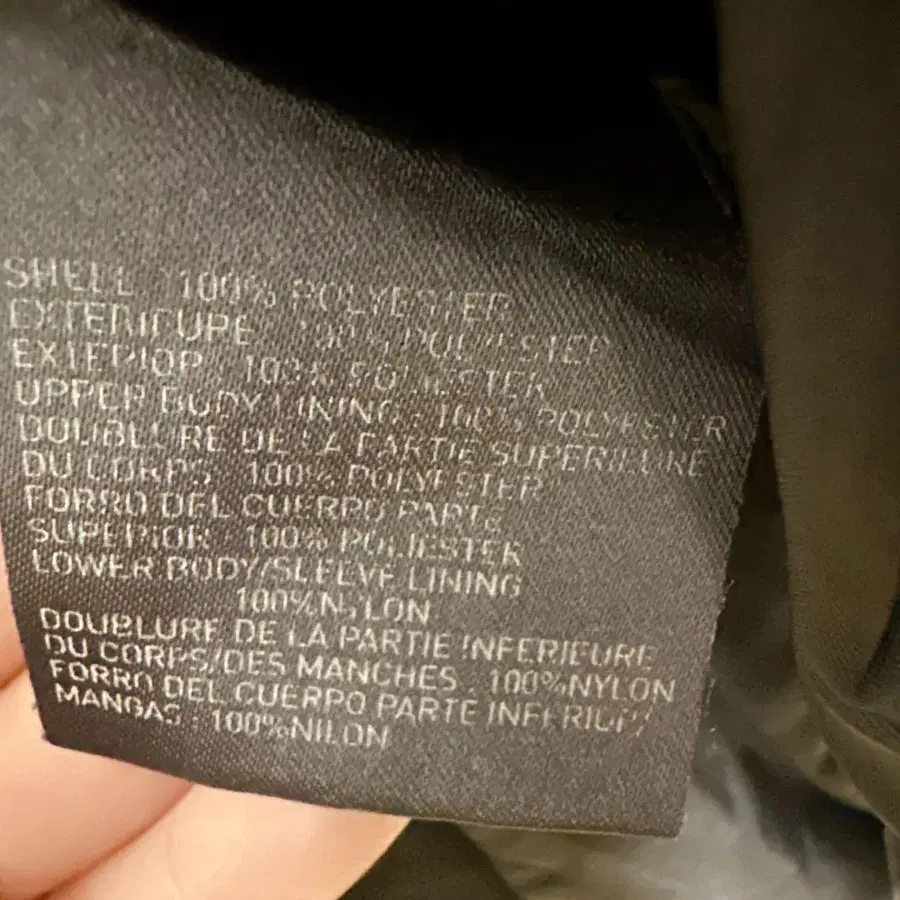 SHELL : 100% POLYESTER
EXTERIEURE : 100% POLYESTER
EXTERIOR : 100% POLIESTER
UPPER BODY LINING : 100% POLYESTER
DOUBLURE DE LA PARTIE SUPERIEURE
DU CORPS : 100% POLYESTER
FORRO DEL CUERPO PARTE
SUPERIOR : 100% POLIESTER
LOWER BODY/SLEEVE LINING
100%NYLON
DOUBLURE DE LA PARTIE INFERIEURE
DU CORPS/DES MANCHES : 100%NYLON
FORRO DEL CUERPO PARTE INFERIOR/
MANGAS : 100%NILON